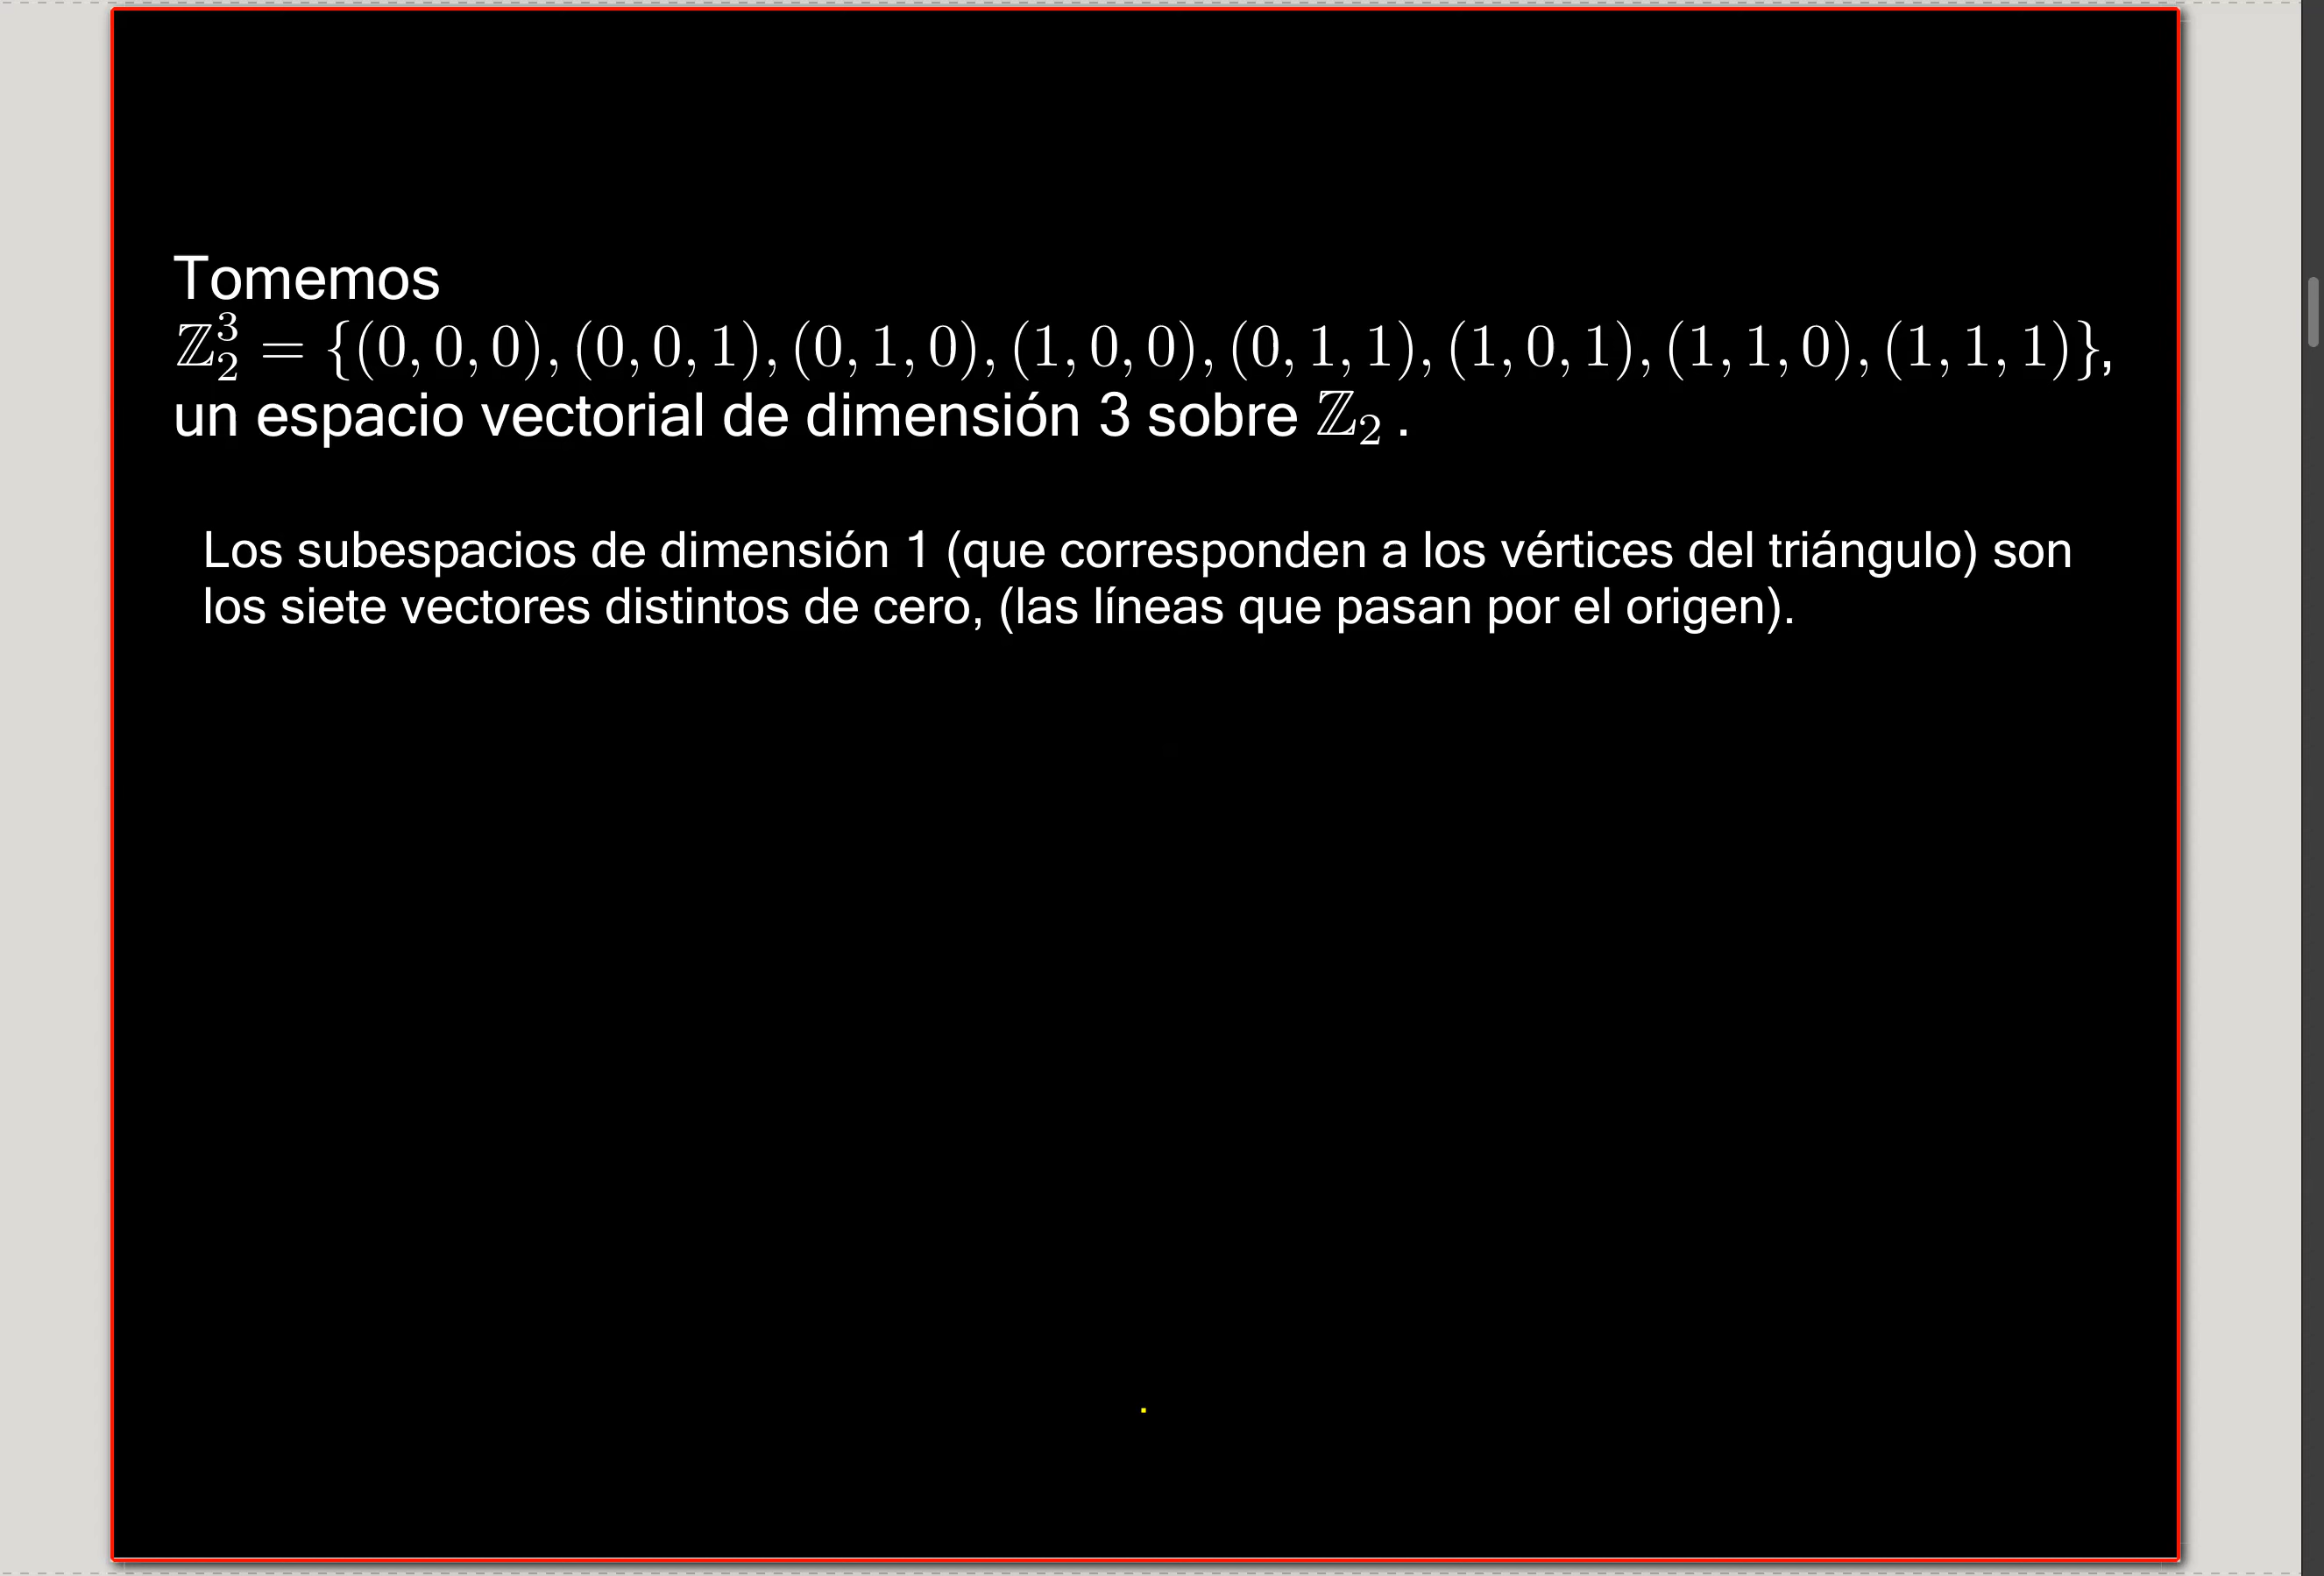 Tomemos
ℤ₂³ = {(0, 0, 0), (0, 0, 1), (0, 1, 0), (1, 0, 0), (0, 1, 1), (1, 0, 1), (1, 1, 0), (1, 1, 1)},
un espacio vectorial de dimensión 3 sobre ℤ₂ .
Los subespacios de dimensión 1 (que corresponden a los vértices del triángulo) son
los siete vectores distintos de cero, (las líneas que pasan por el origen).